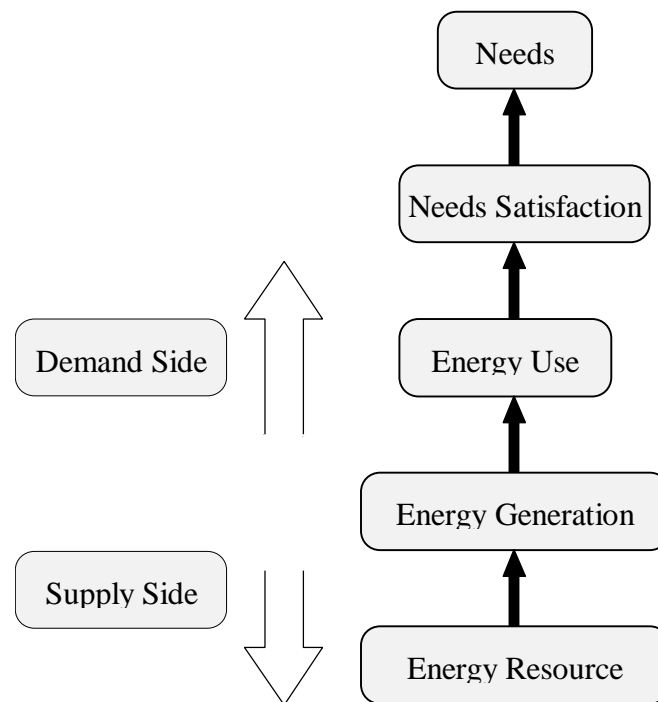 Needs
Needs Satisfaction
Demand Side
Energy Use
Energy Generation
Supply Side
Energy Resource